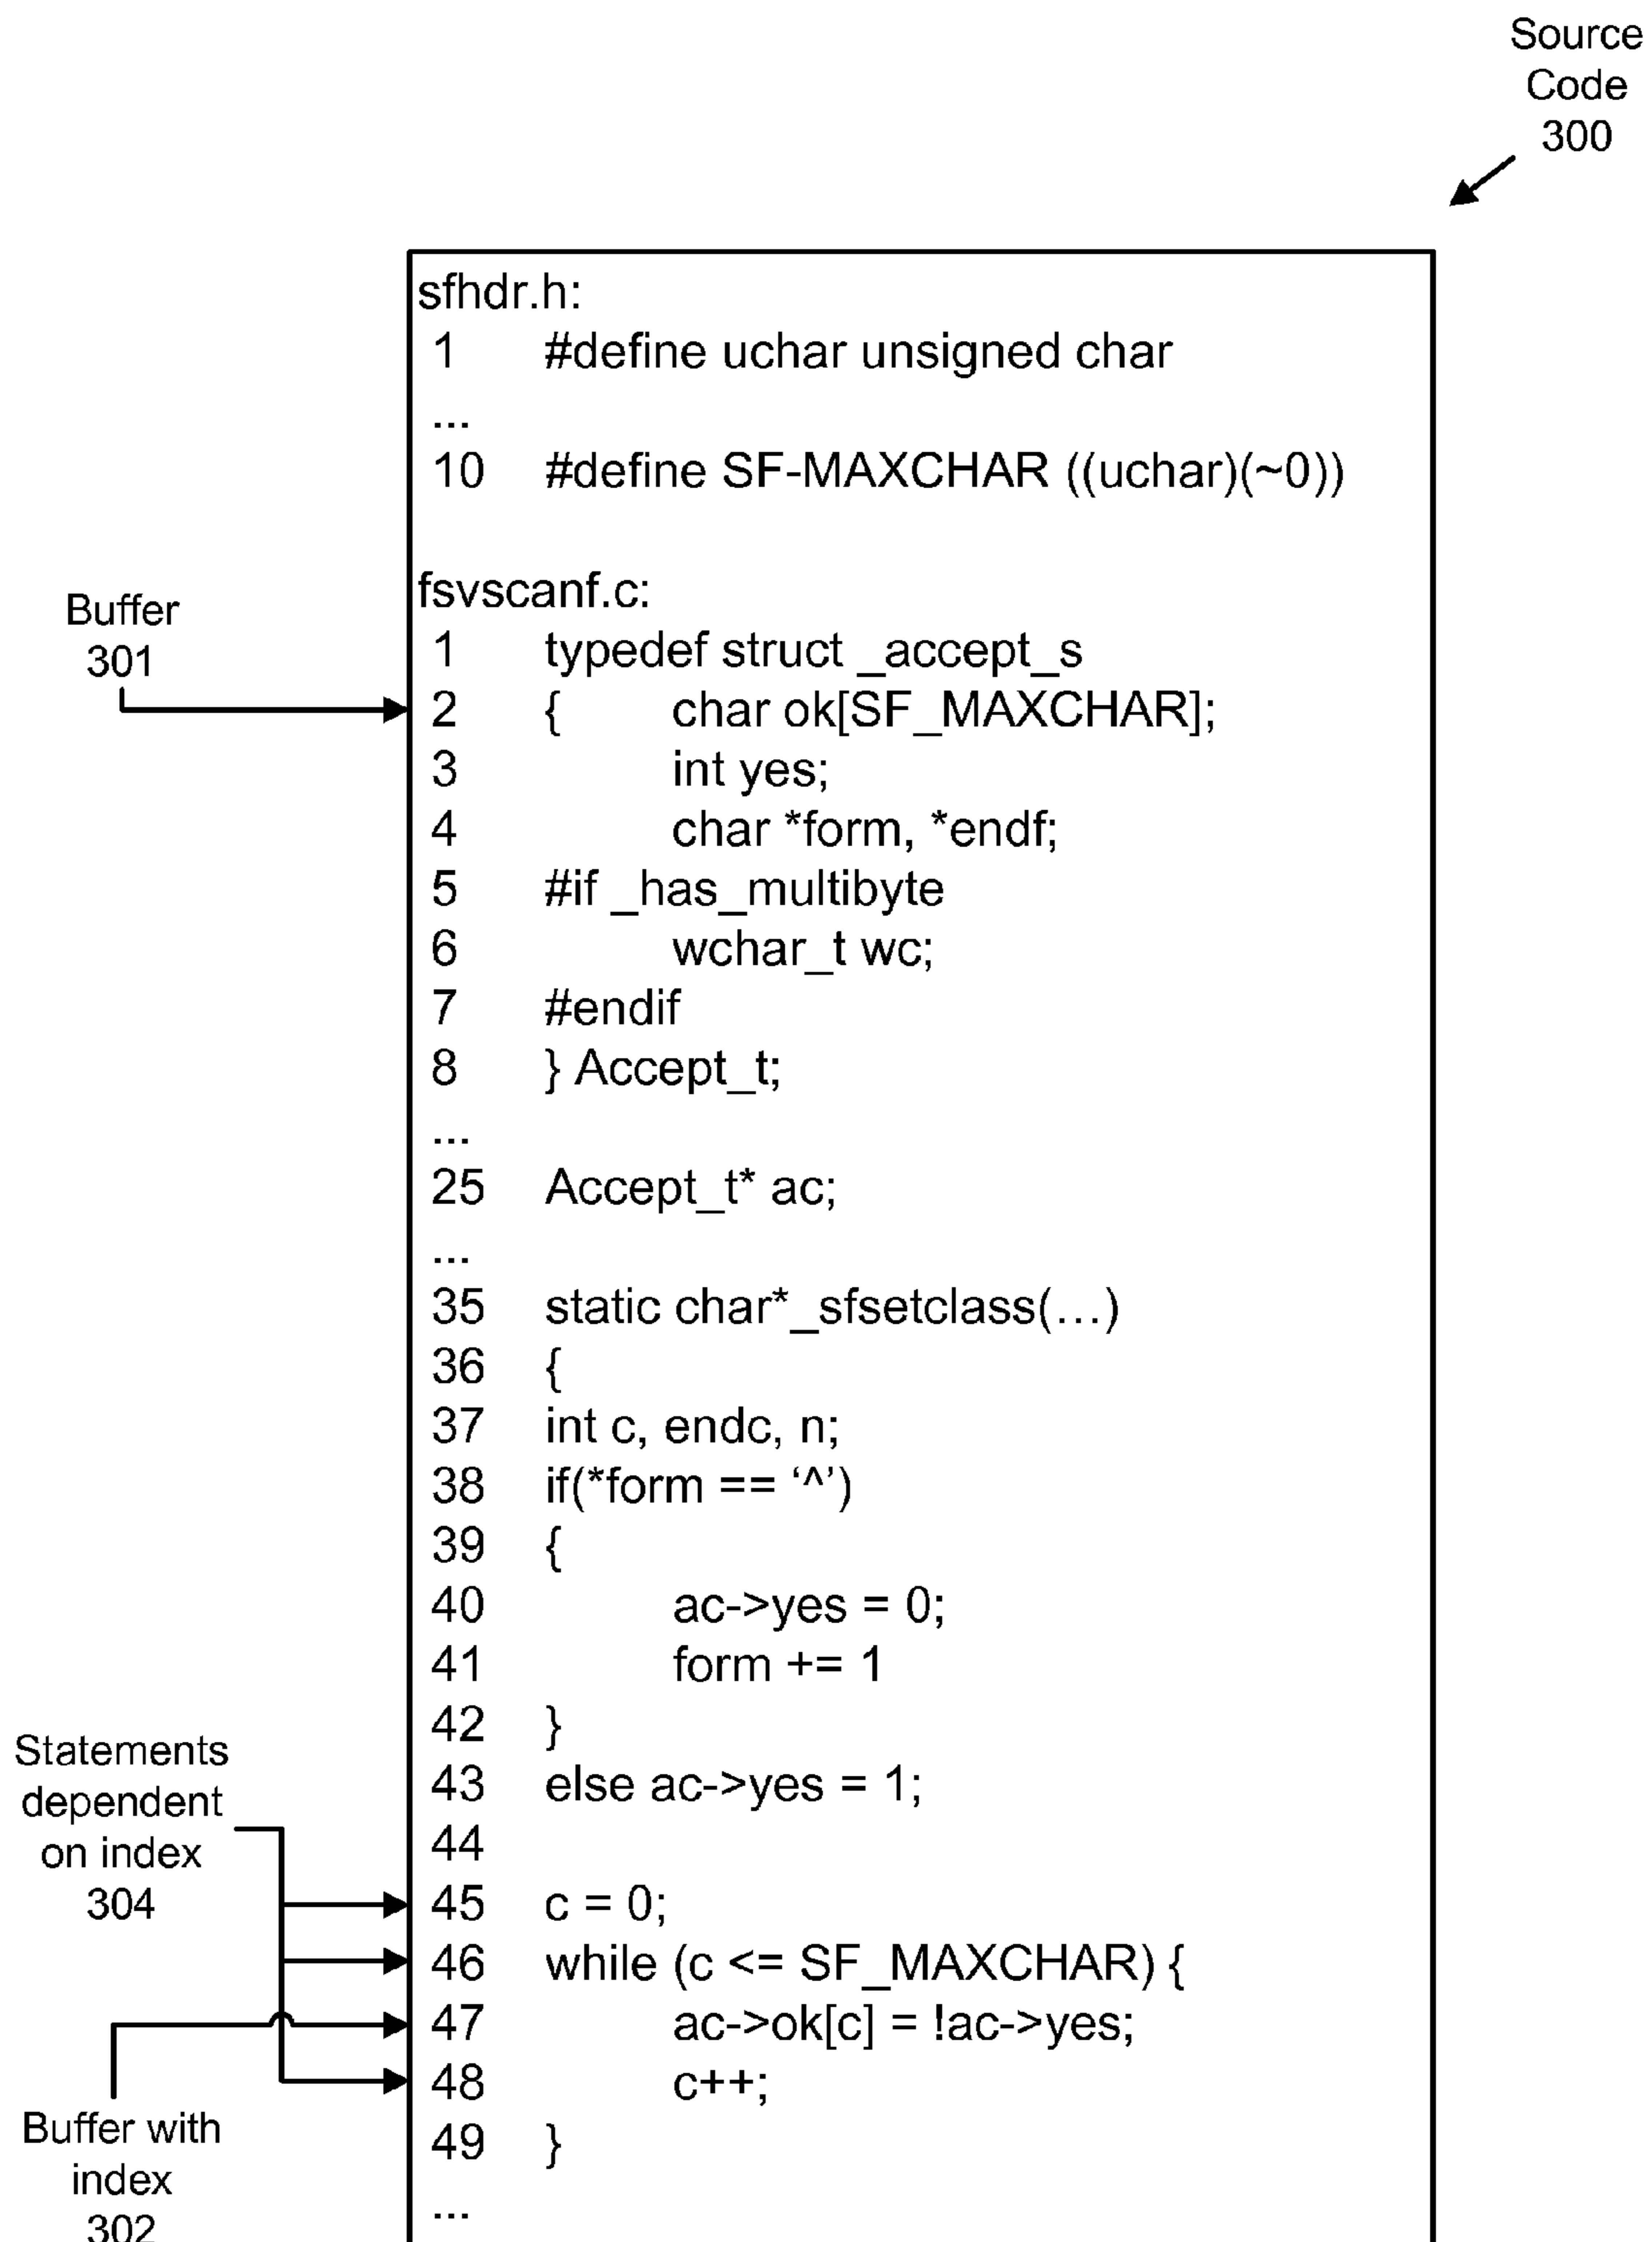 Source
Code
300
sfhdr.h:
1 #define uchar unsigned char
...
10 #define SF-MAXCHAR ((uchar)(~0))
fsvscanf.c:
Buffer
301
1 typedef struct _accept_s
2 { char ok[SF_MAXCHAR];
3 int yes;
4 char *form, *endf;
5 #if _has_multibyte
6 wchar_t wc;
7 #endif
8 } Accept_t;
...
25 Accept_t* ac;
...
35 static char*_sfsetclass(...)
36 {
37 int c, endc, n;
38 if(*form == ‘^’)
39 {
40 ac->yes = 0;
41 form += 1
42 }
43 else ac->yes = 1;
44
Statements
dependent
on index
304
45 c = 0;
46 while (c <= SF_MAXCHAR) {
47 ac->ok[c] = !ac->yes;
48 c++;
49 }
...
Buffer with
index
302